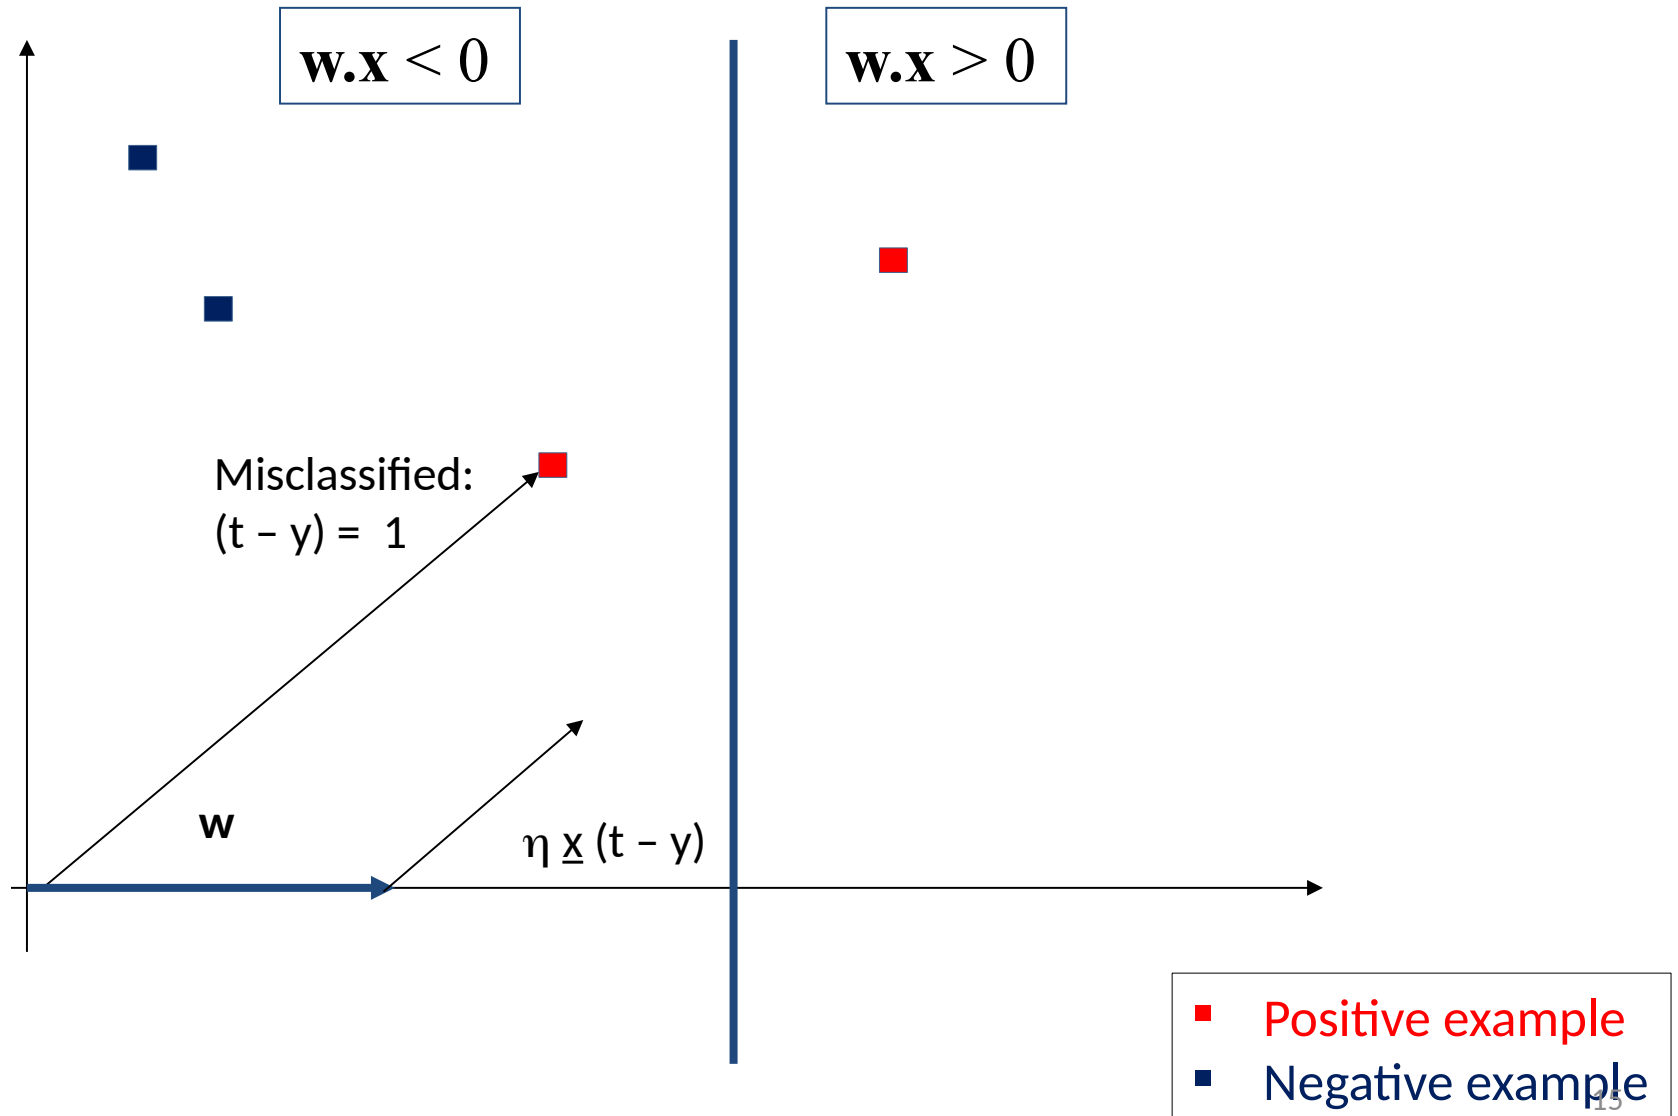 w.x < 0
w.x > 0
Misclassified:
(t – y) = 1
w
η x (t – y)
Positive example
Negative example
15